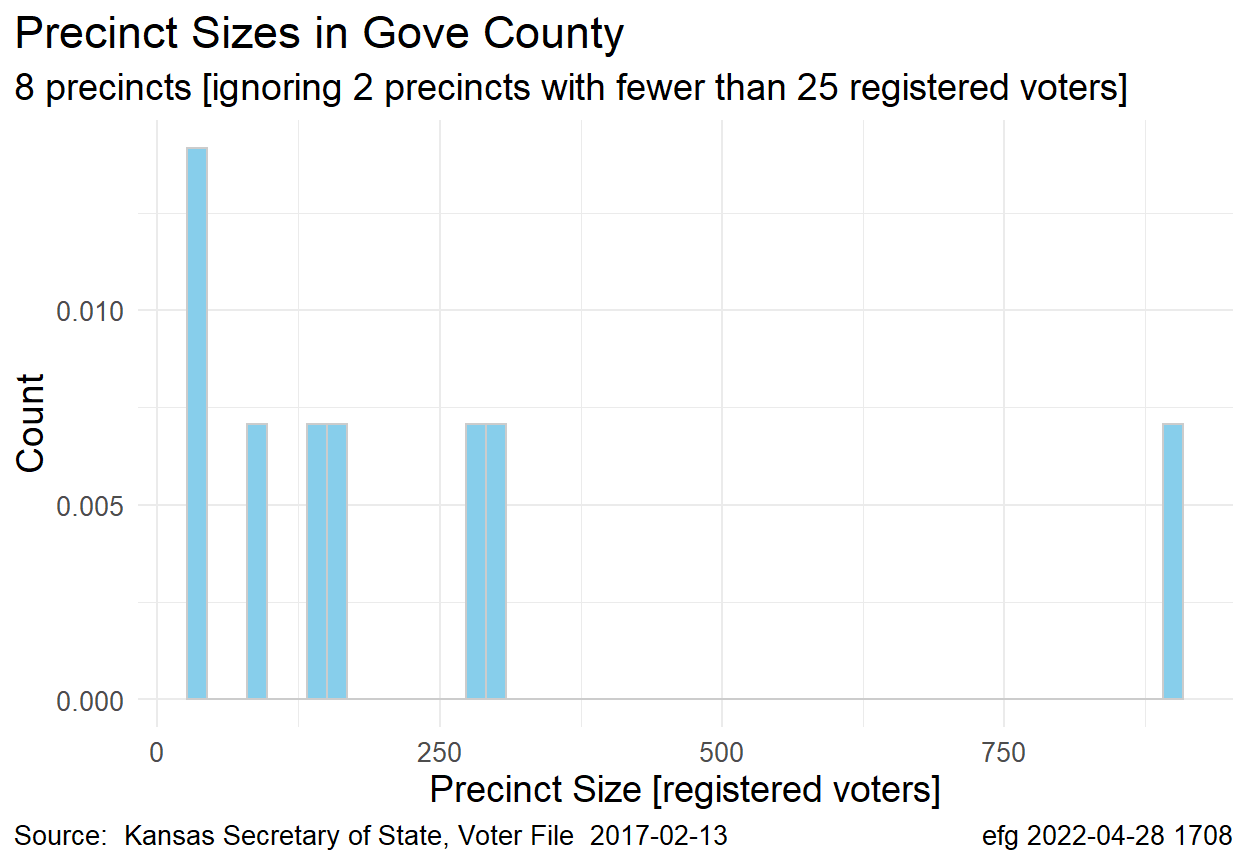 Precinct Sizes in Gove County
8 precincts [ignoring 2 precincts with fewer than 25 registered voters]
Count
0.010
0.005
0.000
0 250 500 750
Precinct Size [registered voters]
Source:  Kansas Secretary of State, Voter File  2017-02-13 efg 2022-04-28 1708